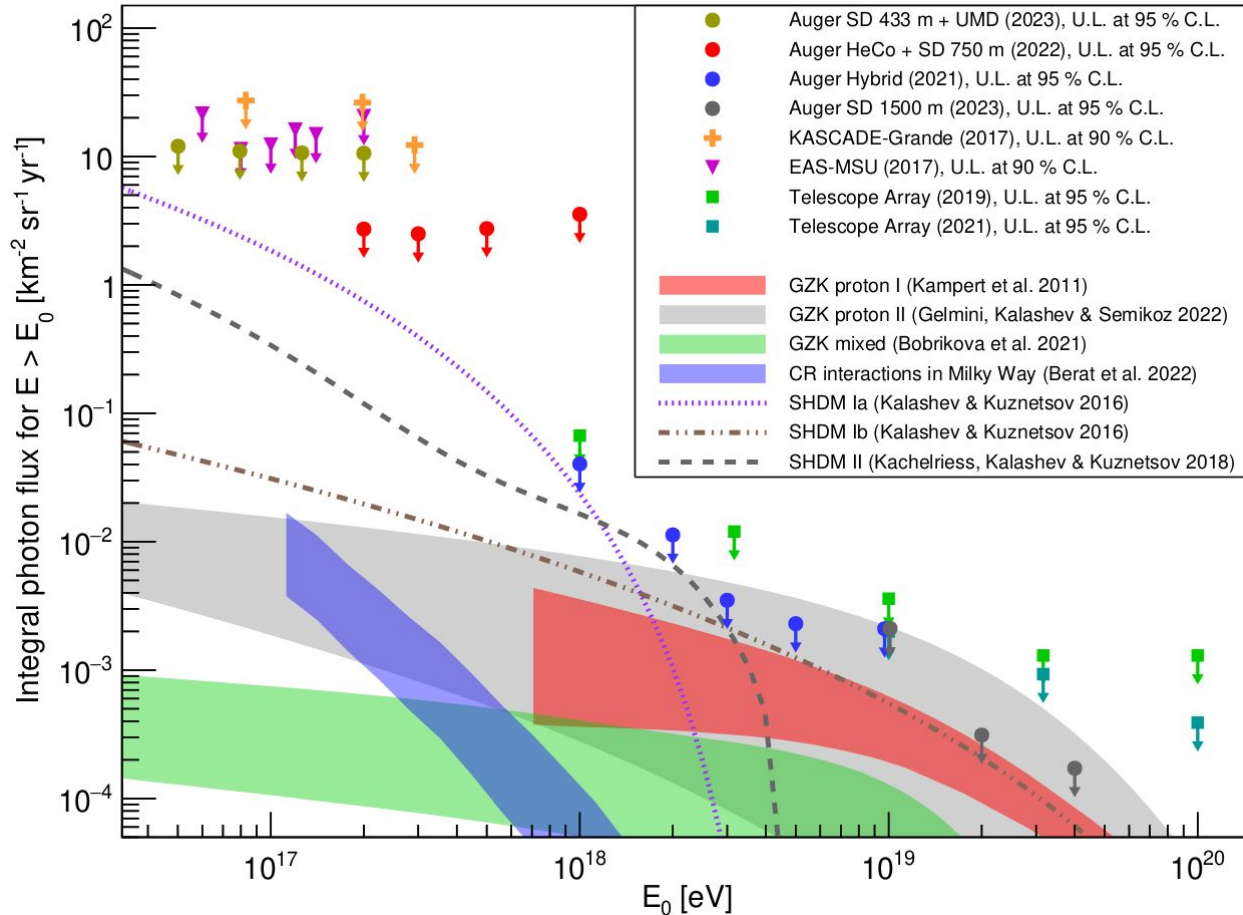 10²
Auger SD 433 m + UMD (2023), U.L. at 95 % C.L.
Auger HeCo + SD 750 m (2022), U.L. at 95 % C.L.
Auger Hybrid (2021), U.L. at 95 % C.L.
Auger SD 1500 m (2023), U.L. at 95 % C.L.
KASCADE-Grande (2017), U.L. at 90 % C.L.
EAS-MSU (2017), U.L. at 90 % C.L.
Telescope Array (2019), U.L. at 95 % C.L.
Telescope Array (2021), U.L. at 95 % C.L.
GZK proton I (Kampert et al. 2011)
GZK proton II (Gelmini, Kalashev & Semikoz 2022)
GZK mixed (Bobrikova et al. 2021)
CR interactions in Milky Way (Berat et al. 2022)
SHDM Ia (Kalashev & Kuznetsov 2016)
SHDM Ib (Kalashev & Kuznetsov 2016)
SHDM II (Kachelriess, Kalashev & Kuznetsov 2018)
10
1
10⁻¹
10⁻²
10⁻³
10⁻⁴
Integral photon flux for E > E₀ [km⁻² sr⁻¹ yr⁻¹]
10¹⁷
10¹⁸
10¹⁹
10²⁰
E₀ [eV]